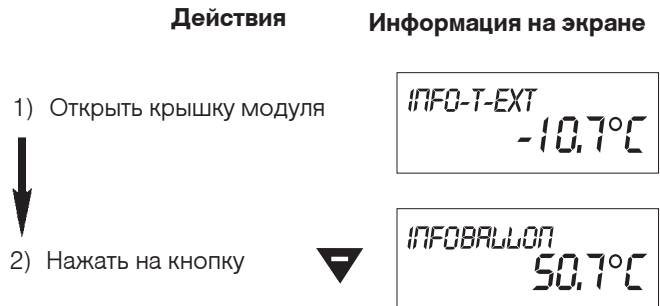 Действия Информация на экране
1) Открыть крышку модуля
INFO-T-EXT
-10.7°C
2) Нажать на кнопку
INFOBALLON
50.7°C